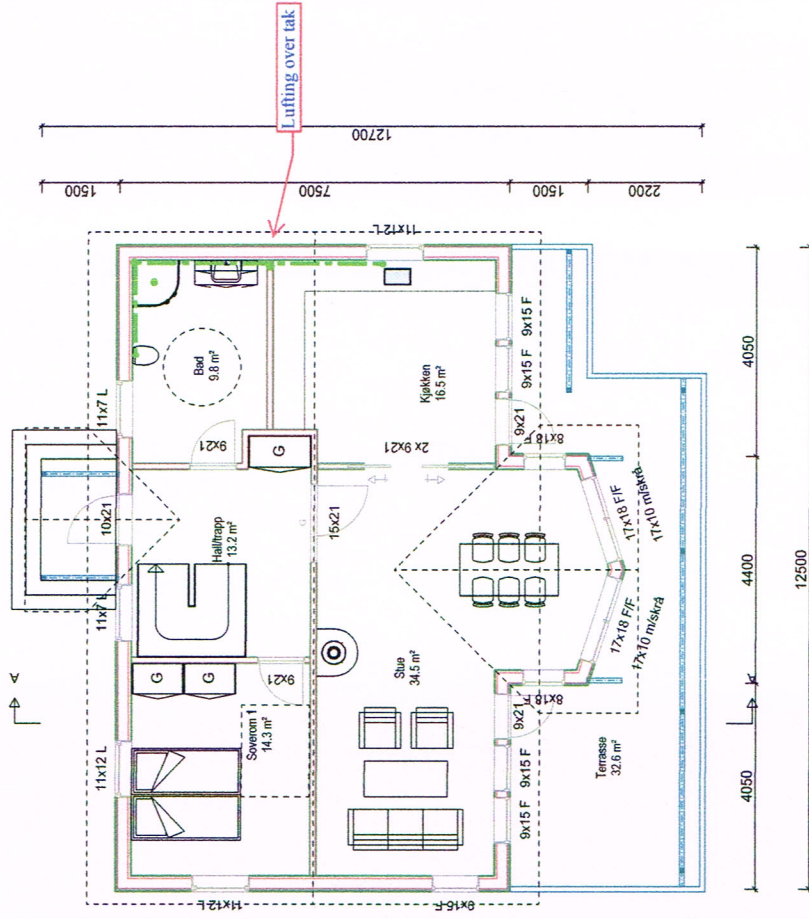 Lufting over tak
12700
1500
7500
1500
2200
11x12 L
11x7 L
Bad
9.8 m²
Kjøkken
16.5 m²
9x15 F
9x15 F
9x21
8x18 F
9x21
G
2x 9x21
10x21
Hall/trapp
13.2 m²
15x21
17x18 F/F
17x10 m/skrå
11x7 L
17x18 F/F
17x10 m/skrå
A
G
G
9x21
Stue
34.5 m²
8x18 F
9x21
A
Soverom 1
14.3 m²
11x12 L
9x15 F
9x15 F
Terrasse
32.6 m²
11x12 L
9x15 F
4050
4400
4050
12500